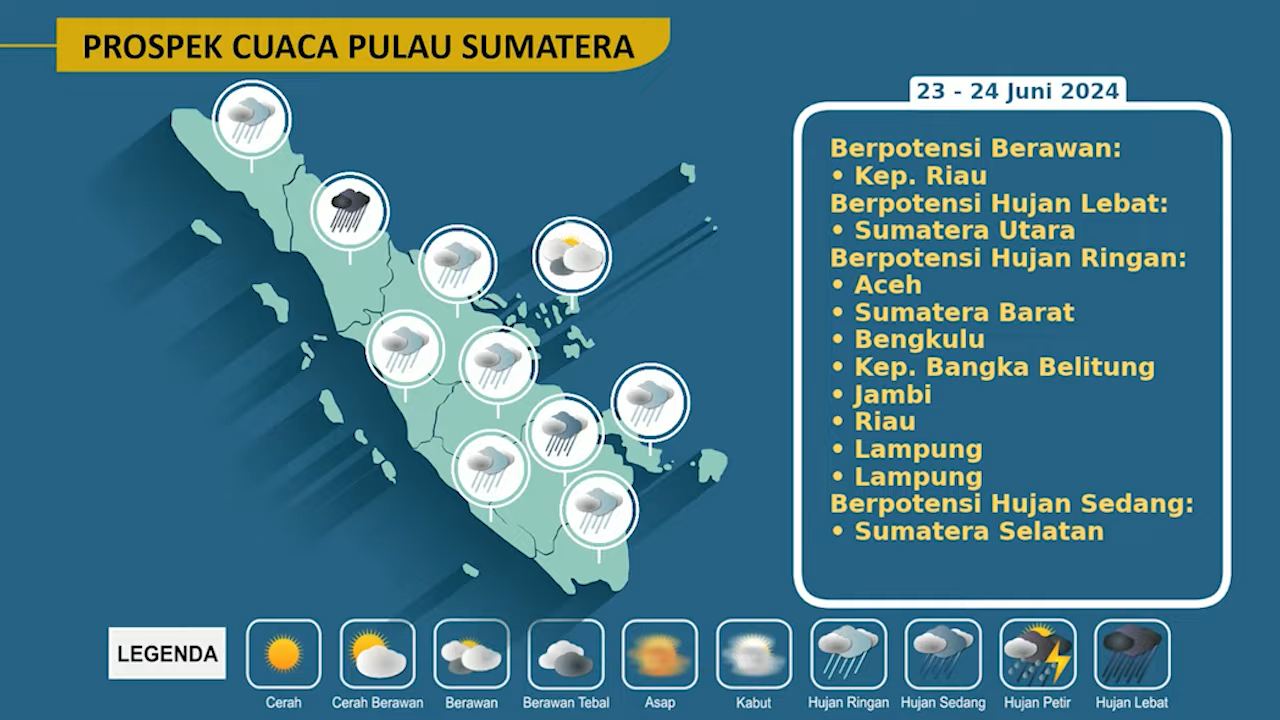 PROSPEK CUACA PULAU SUMATERA
23 - 24 Juni 2024
Berpotensi Berawan:
• Kep. Riau
Berpotensi Hujan Lebat:
• Sumatera Utara
Berpotensi Hujan Ringan:
• Aceh
• Sumatera Barat
• Bengkulu
• Kep. Bangka Belitung
• Jambi
• Riau
• Lampung
• Lampung
Berpotensi Hujan Sedang:
• Sumatera Selatan
LEGENDA
Cerah
Cerah Berawan
Berawan
Berawan Tebal
Asap
Kabut
Hujan Ringan
Hujan Sedang
Hujan Petir
Hujan Lebat